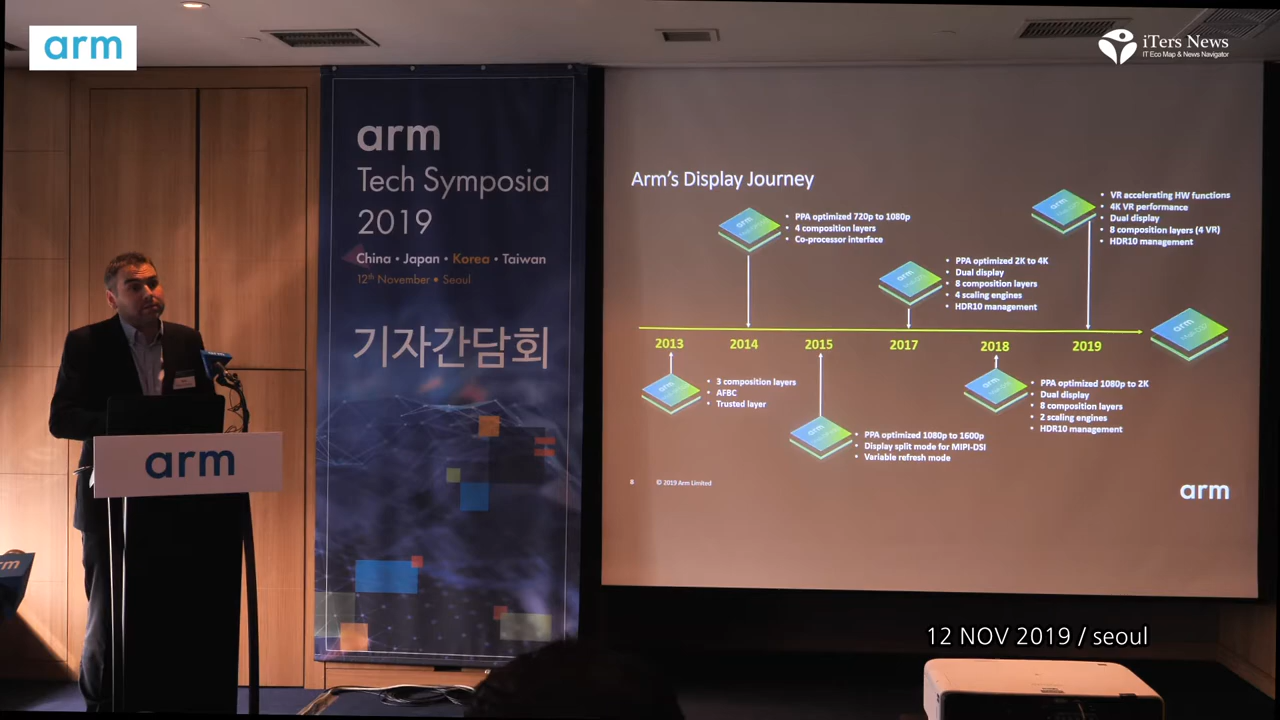 arm
iTers News
IT Eco Map & News Navigator
arm
Tech Symposia
2019
China • Japan • Korea • Taiwan
12th November • Seoul
기자간담회
arm
Arm's Display Journey
PPA optimized 720p to 1080p
4 composition layers
Co-processor interface
PPA optimized 2K to 4K
Dual display
8 composition layers
4 scaling engines
HDR10 management
VR accelerating HW functions
4K VR performance
Dual display
8 composition layers (4 VR)
HDR10 management
2013 2014 2015 2017 2018 2019
3 composition layers
AFBC
Trusted layer
PPA optimized 1080p to 1600p
Display split mode for MIPI-DSI
Variable refresh mode
PPA optimized 1080p to 2K
Dual display
8 composition layers
2 scaling engines
HDR10 management
8 © 2019 Arm Limited
arm
12 NOV 2019 / seoul